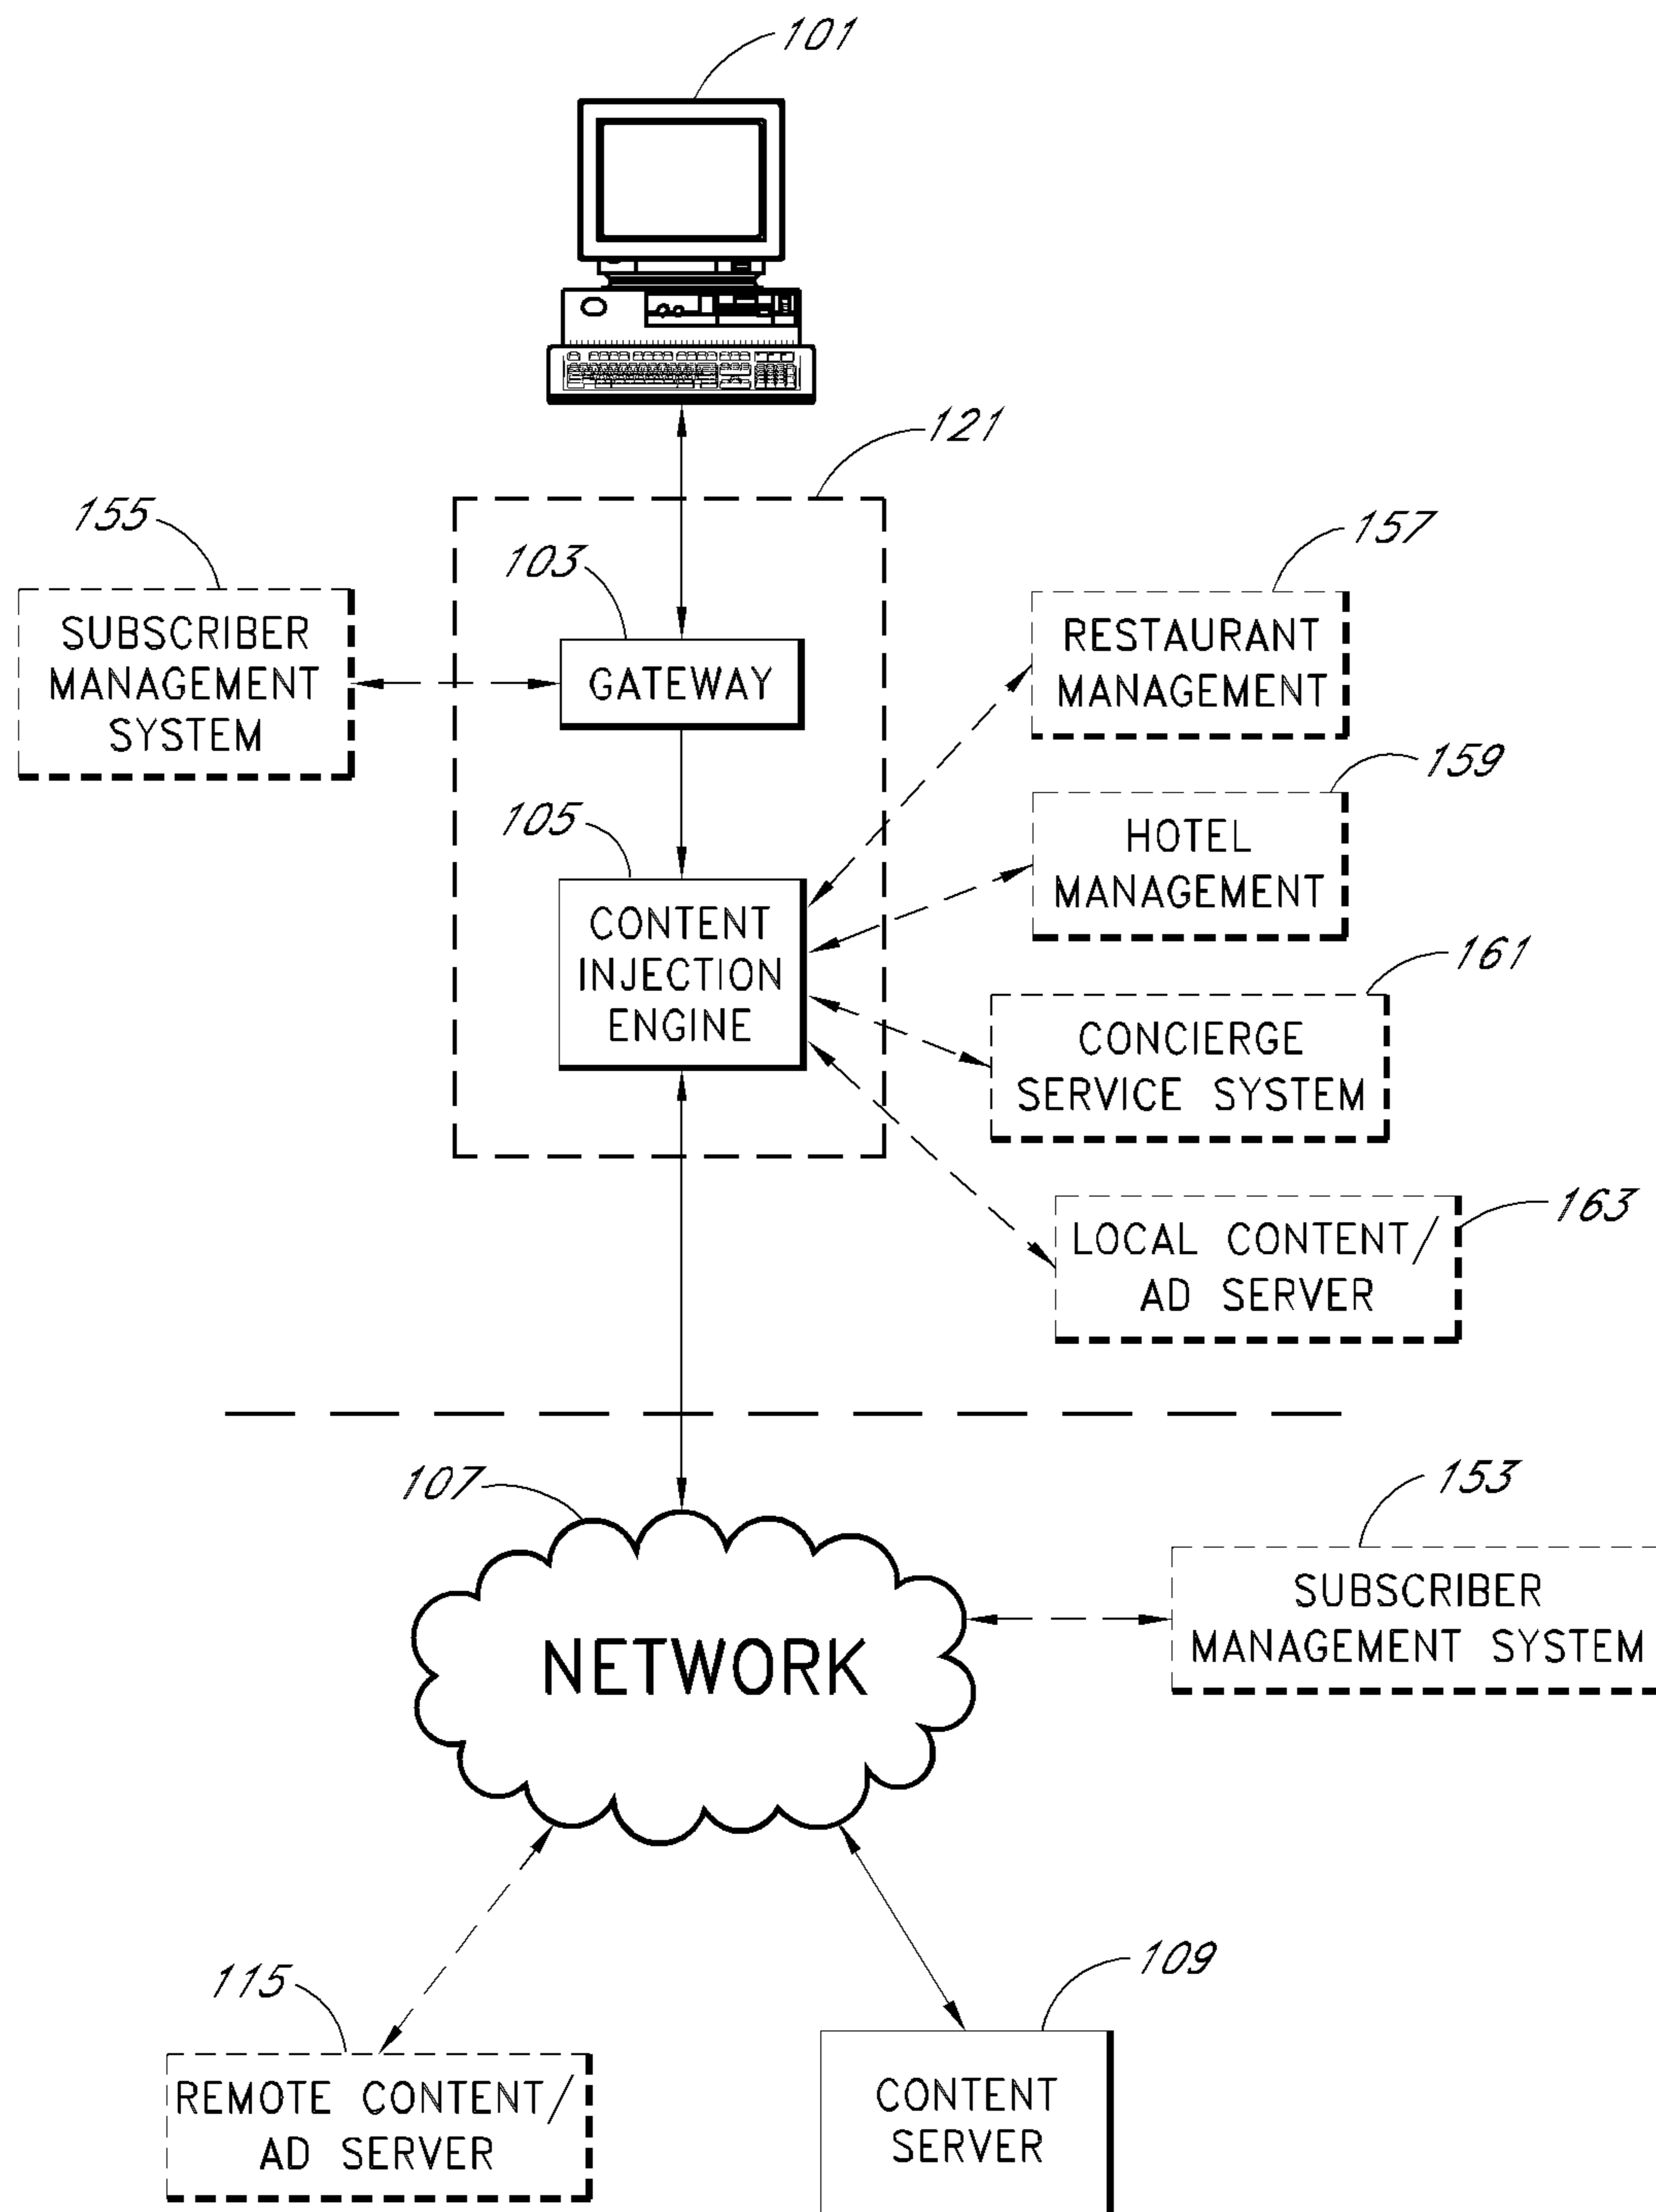 101
121
155
SUBSCRIBER
MANAGEMENT
SYSTEM
103
GATEWAY
157
RESTAURANT
MANAGEMENT
159
HOTEL
MANAGEMENT
105
CONTENT
INJECTION
ENGINE
161
CONCIERGE
SERVICE SYSTEM
163
LOCAL CONTENT/
AD SERVER
107
NETWORK
153
SUBSCRIBER
MANAGEMENT SYSTEM
115
REMOTE CONTENT/
AD SERVER
109
CONTENT
SERVER